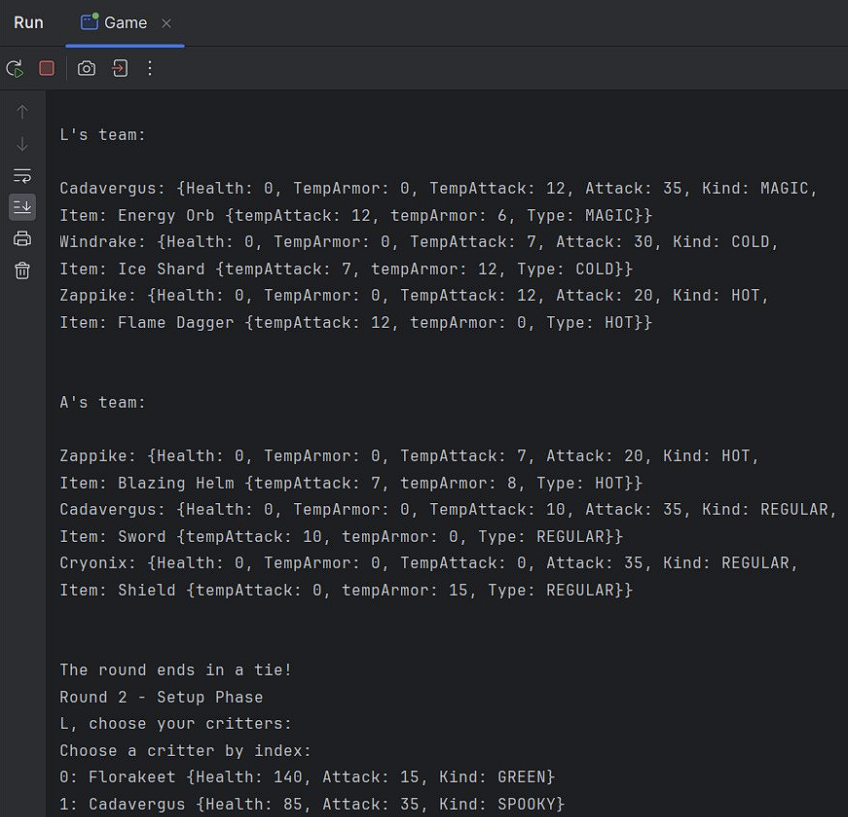 Run Game
L's team:
Cadavergus: {Health: 0, TempArmor: 0, TempAttack: 12, Attack: 35, Kind: MAGIC,
Item: Energy Orb {tempAttack: 12, tempArmor: 6, Type: MAGIC}}
Windrake: {Health: 0, TempArmor: 0, TempAttack: 7, Attack: 30, Kind: COLD,
Item: Ice Shard {tempAttack: 7, tempArmor: 12, Type: COLD}}
Zappike: {Health: 0, TempArmor: 0, TempAttack: 12, Attack: 20, Kind: HOT,
Item: Flame Dagger {tempAttack: 12, tempArmor: 0, Type: HOT}}
A's team:
Zappike: {Health: 0, TempArmor: 0, TempAttack: 7, Attack: 20, Kind: HOT,
Item: Blazing Helm {tempAttack: 7, tempArmor: 8, Type: HOT}}
Cadavergus: {Health: 0, TempArmor: 0, TempAttack: 10, Attack: 35, Kind: REGULAR,
Item: Sword {tempAttack: 10, tempArmor: 0, Type: REGULAR}}
Cryonix: {Health: 0, TempArmor: 0, TempAttack: 0, Attack: 35, Kind: REGULAR,
Item: Shield {tempAttack: 0, tempArmor: 15, Type: REGULAR}}
The round ends in a tie!
Round 2 - Setup Phase
L, choose your critters:
Choose a critter by index:
0: Florakeet {Health: 140, Attack: 15, Kind: GREEN}
1: Cadavergus {Health: 85, Attack: 35, Kind: SPOOKY}